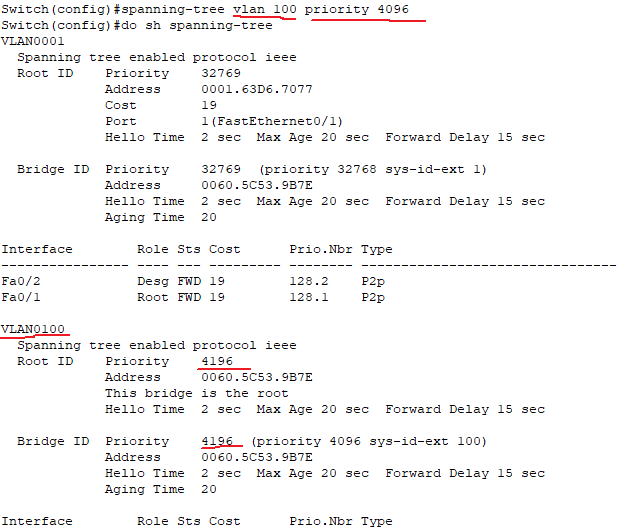 Switch(config)#spanning-tree vlan 100 priority 4096
Switch(config)#do sh spanning-tree
VLAN0001
  Spanning tree enabled protocol ieee
  Root ID    Priority    32769
             Address     0001.63D6.7077
             Cost        19
             Port        1(FastEthernet0/1)
             Hello Time  2 sec  Max Age 20 sec  Forward Delay 15 sec

  Bridge ID  Priority    32769  (priority 32768 sys-id-ext 1)
             Address     0060.5C53.9B7E
             Hello Time  2 sec  Max Age 20 sec  Forward Delay 15 sec
             Aging Time  20

Interface        Role Sts Cost      Prio.Nbr Type
---------------- ---- --- --------- -------- --------------------------------
Fa0/2            Desg FWD 19        128.2    P2p
Fa0/1            Root FWD 19        128.1    P2p

VLAN0100
  Spanning tree enabled protocol ieee
  Root ID    Priority    4196
             Address     0060.5C53.9B7E
             This bridge is the root
             Hello Time  2 sec  Max Age 20 sec  Forward Delay 15 sec

  Bridge ID  Priority    4196  (priority 4096 sys-id-ext 100)
             Address     0060.5C53.9B7E
             Hello Time  2 sec  Max Age 20 sec  Forward Delay 15 sec
             Aging Time  20

Interface        Role Sts Cost      Prio.Nbr Type